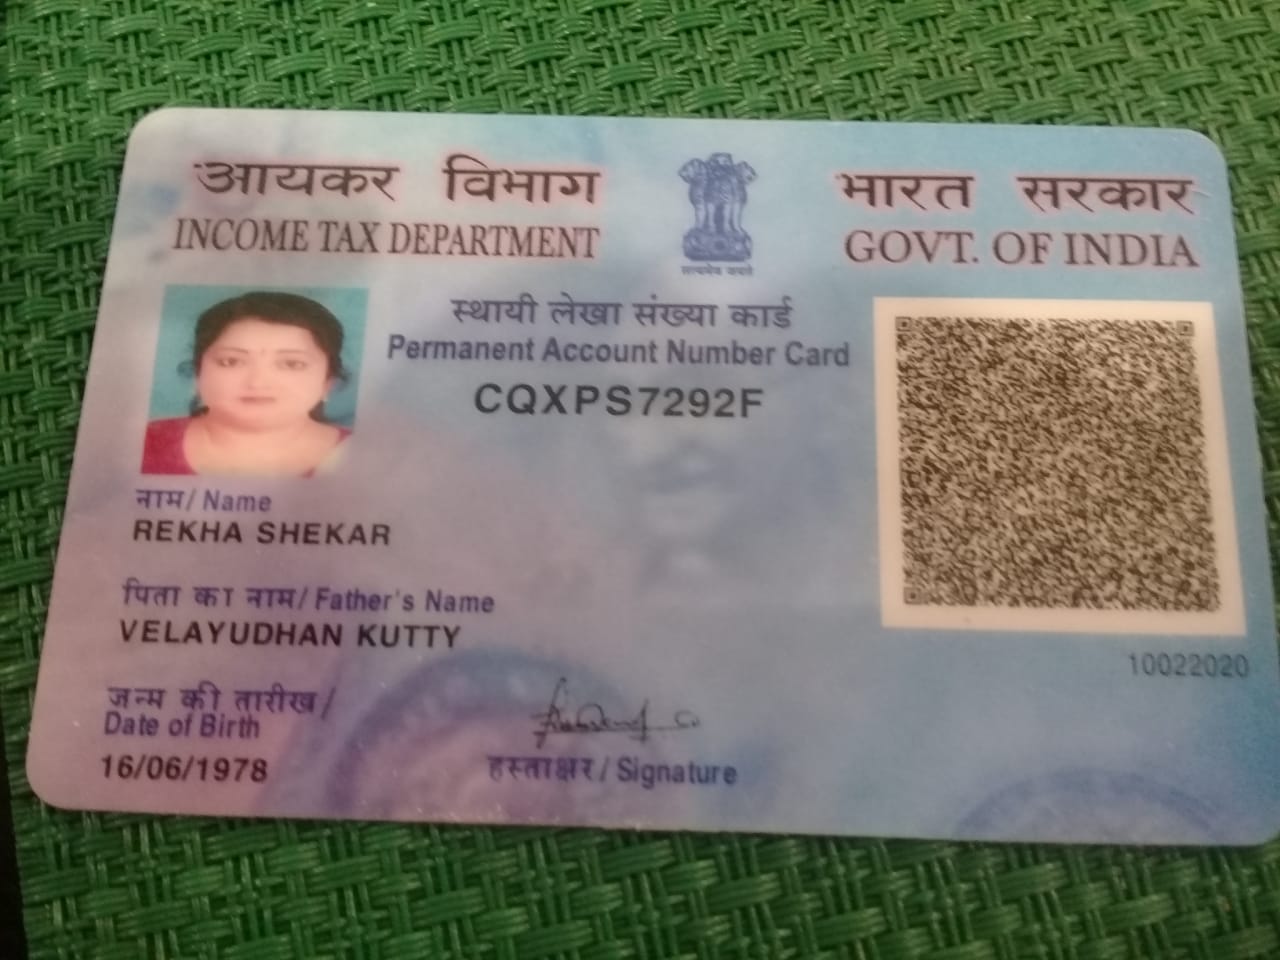 आयकर विभाग
INCOME TAX DEPARTMENT
सत्यमेव जयते
भारत सरकार
GOVT. OF INDIA
स्थायी लेखा संख्या कार्ड
Permanent Account Number Card
CQXPS7292F
नाम/ Name
REKHA SHEKAR
पिता का नाम/ Father's Name
VELAYUDHAN KUTTY
10022020
जन्म की तारीख/
Date of Birth
16/06/1978
हस्ताक्षर/ Signature